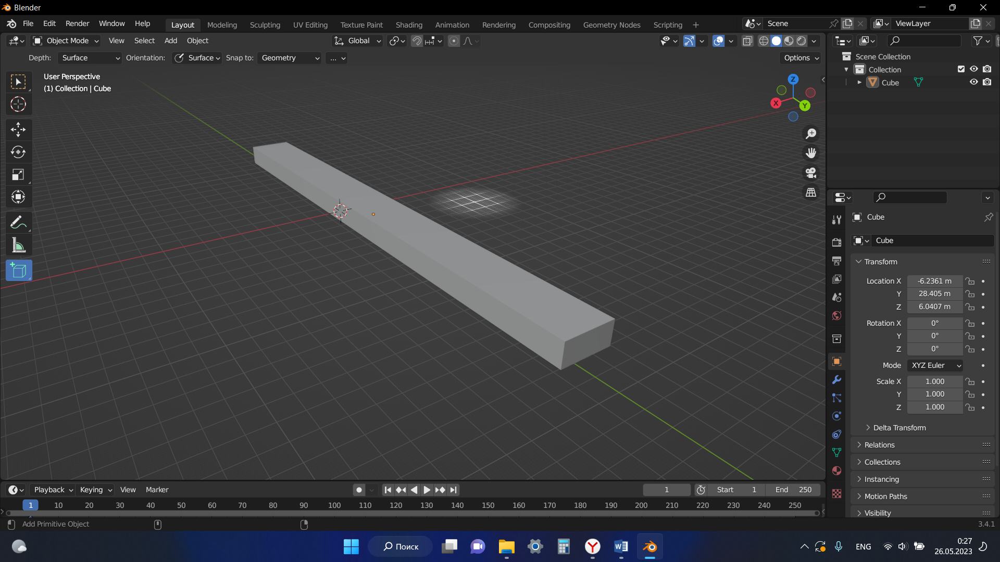 Blender
File Edit Render Window Help Layout Modeling Sculpting UV Editing Texture Paint Shading Animation Rendering Compositing Geometry Nodes Scripting Scene ViewLayer
Object Mode View Select Add Object Global
Depth: Surface Orientation: Surface Snap to: Geometry ... Options
User Perspective
(1) Collection | Cube
Z
X
Y
Scene Collection
Collection
Cube
Cube
Cube
Transform
Location X -6.2361 m
Y 28.405 m
Z 6.0407 m
Rotation X 0°
Y 0°
Z 0°
Mode XYZ Euler
Scale X 1.000
Y 1.000
Z 1.000
Delta Transform
Relations
Collections
Instancing
Motion Paths
Visibility
Playback Keying View Marker 1 Start 1 End 250
1 10 20 30 40 50 60 70 80 90 100 110 120 130 140 150 160 170 180 190 200 210 220 230 240 250
Add Primitive Object 3.4.1
Поиск ENG 0:27
26.05.2023